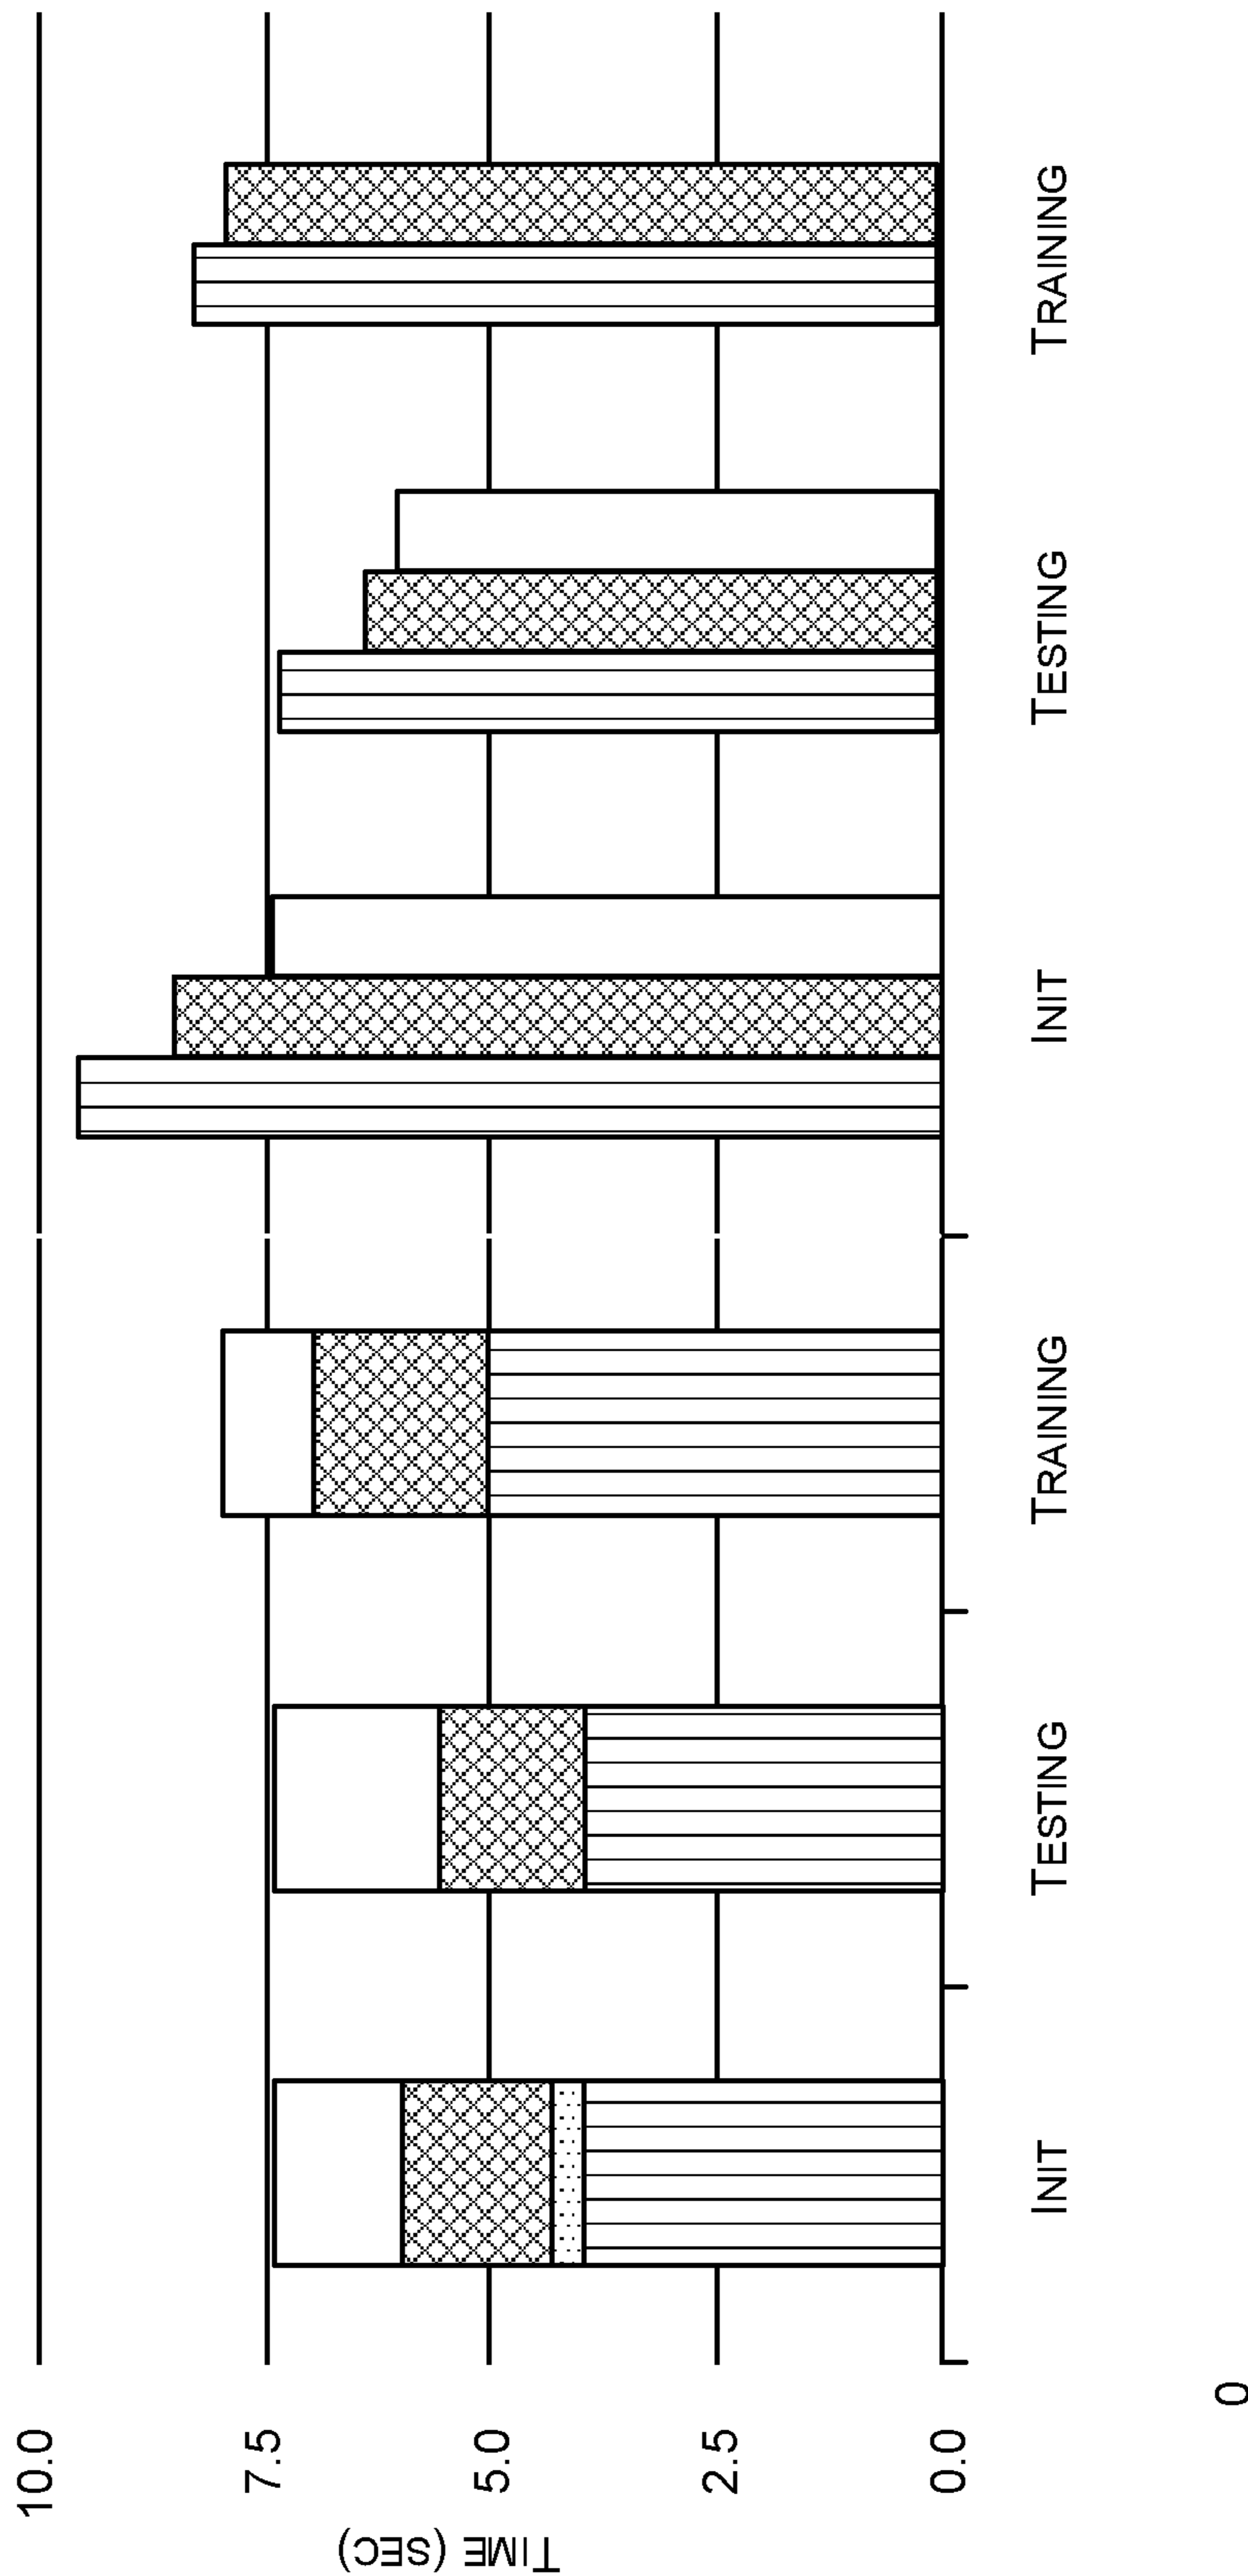 10.0
7.5
5.0
2.5
0.0
TIME (SEC)
INIT
TESTING
TRAINING
INIT
TESTING
TRAINING
0